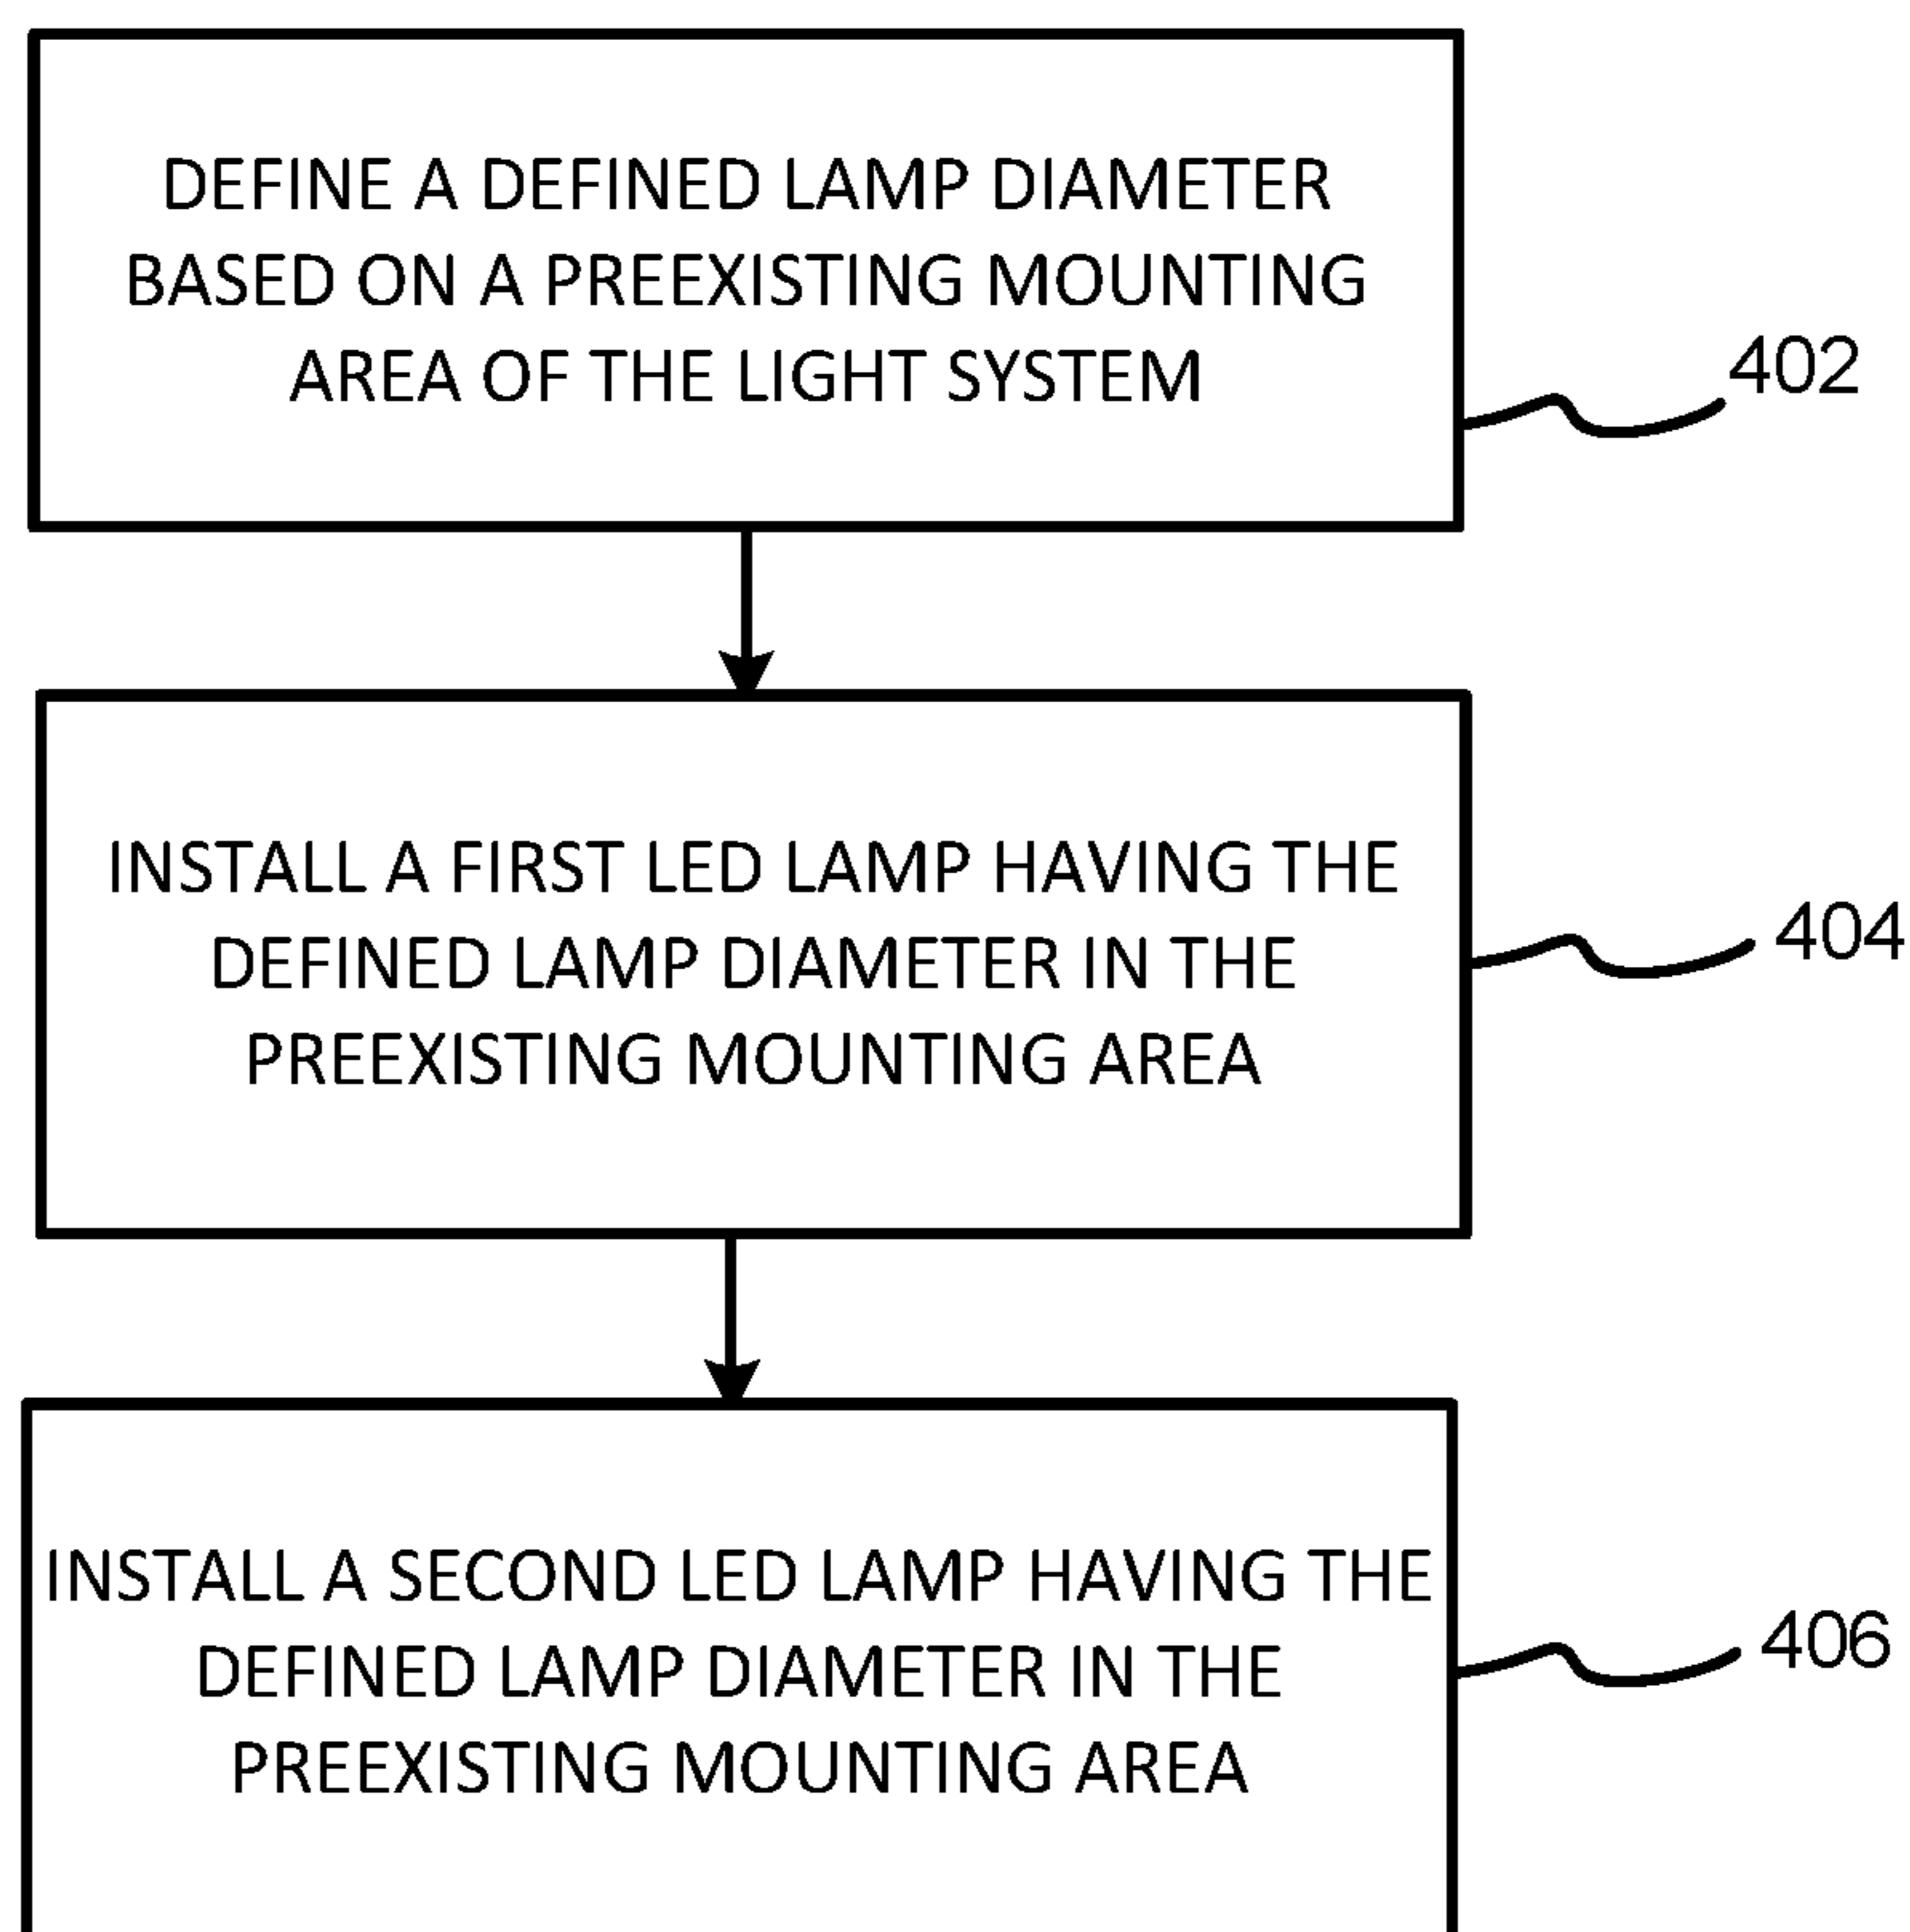 DEFINE A DEFINED LAMP DIAMETER
BASED ON A PREEXISTING MOUNTING
AREA OF THE LIGHT SYSTEM
402
INSTALL A FIRST LED LAMP HAVING THE
DEFINED LAMP DIAMETER IN THE
PREEXISTING MOUNTING AREA
404
INSTALL A SECOND LED LAMP HAVING THE
DEFINED LAMP DIAMETER IN THE
PREEXISTING MOUNTING AREA
406